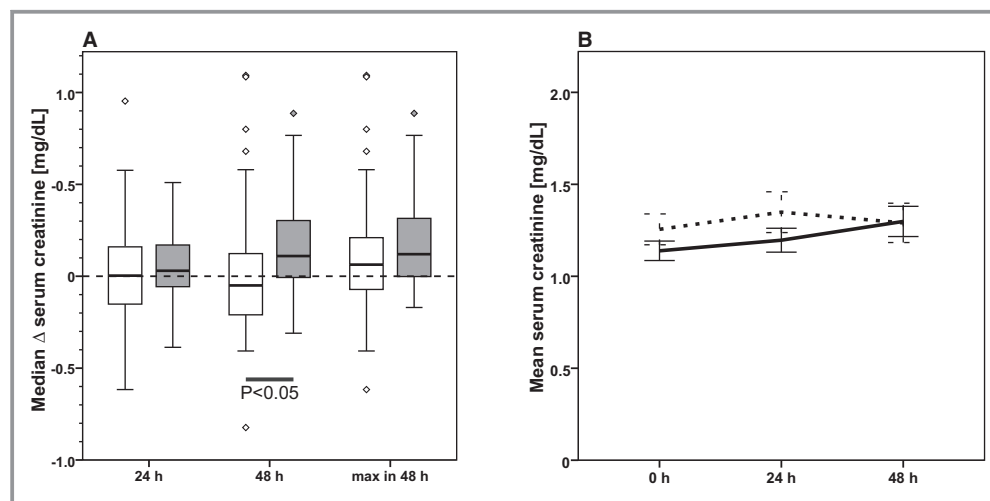 A
Median Δ serum creatinine [mg/dL]
1.0
-0.5
0
-0.5
-1.0
P<0.05
24 h
48 h
max in 48 h
B
Mean serum creatinine [mg/dL]
2.0
1.5
1.0
0.5
0
0 h
24 h
48 h